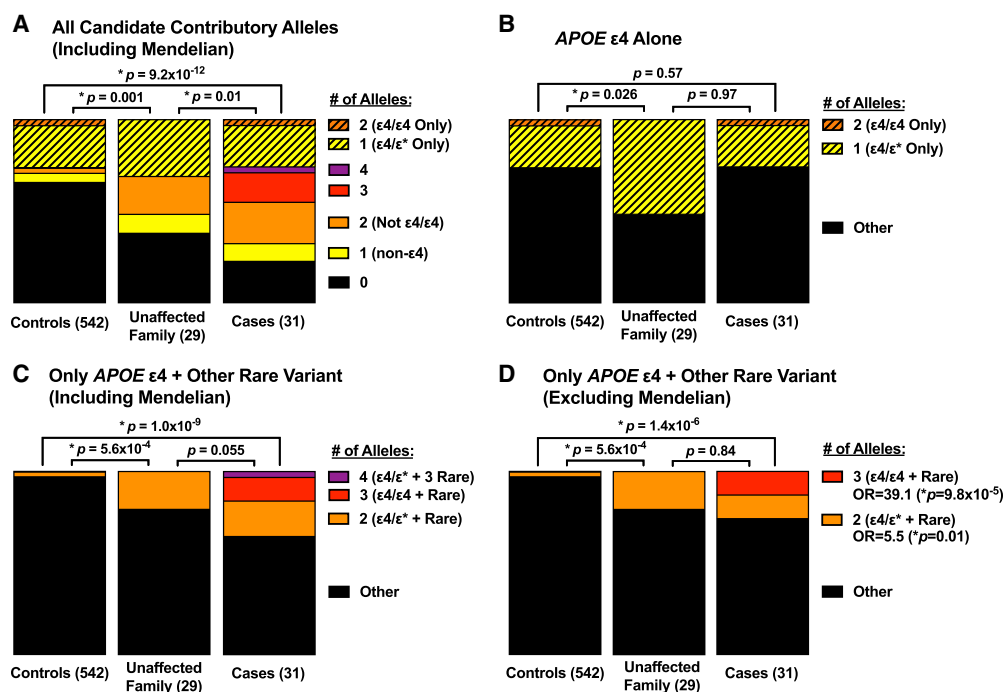 A All Candidate Contributory Alleles
(Including Mendelian)
* p = 9.2x10-12
* p = 0.001
* p = 0.01
# of Alleles:
2 (ε4/ε4 Only)
1 (ε4/ε* Only)
4
3
2 (Not ε4/ε4)
1 (non-ε4)
0
Controls (542)
Unaffected
Family (29)
Cases (31)
B APOE ε4 Alone
p = 0.57
* p = 0.026
p = 0.97
# of Alleles:
2 (ε4/ε4 Only)
1 (ε4/ε* Only)
Other
Controls (542)
Unaffected
Family (29)
Cases (31)
C Only APOE ε4 + Other Rare Variant
(Including Mendelian)
* p = 1.0x10-9
* p = 5.6x10-4
p = 0.055
# of Alleles:
4 (ε4/ε* + 3 Rare)
3 (ε4/ε4 + Rare)
2 (ε4/ε* + Rare)
Other
Controls (542)
Unaffected
Family (29)
Cases (31)
D Only APOE ε4 + Other Rare Variant
(Excluding Mendelian)
* p = 1.4x10-6
* p = 5.6x10-4
p = 0.84
# of Alleles:
3 (ε4/ε4 + Rare)
OR=39.1 (*p=9.8x10-5)
2 (ε4/ε* + Rare)
OR=5.5 (*p=0.01)
Other
Controls (542)
Unaffected
Family (29)
Cases (31)